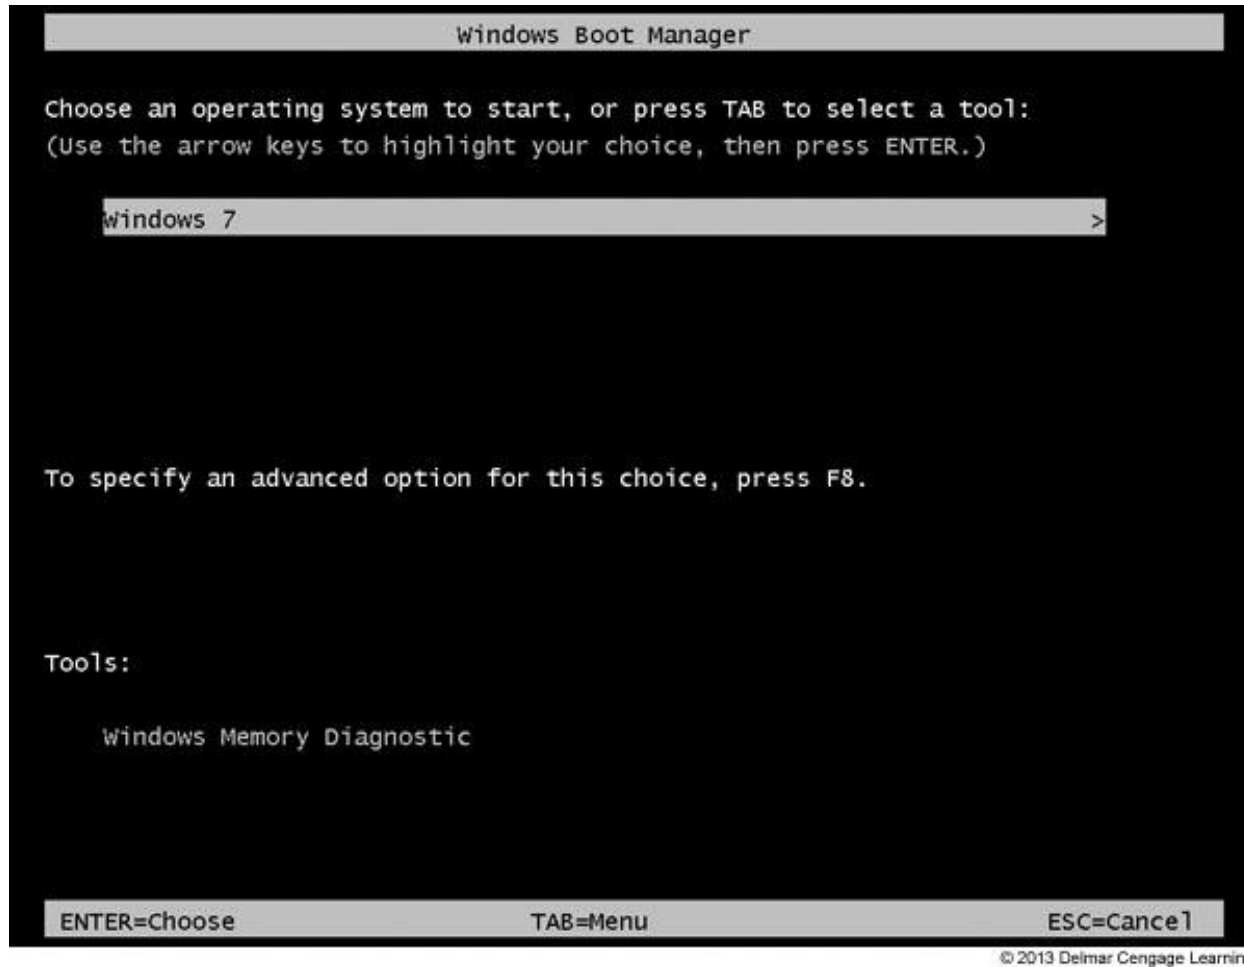 Windows Boot Manager
Choose an operating system to start, or press TAB to select a tool:
(Use the arrow keys to highlight your choice, then press ENTER.)
Windows 7 >
To specify an advanced option for this choice, press F8.
Tools:
Windows Memory Diagnostic
ENTER=Choose TAB=Menu ESC=Cancel
© 2013 Delmar Cengage Learnin